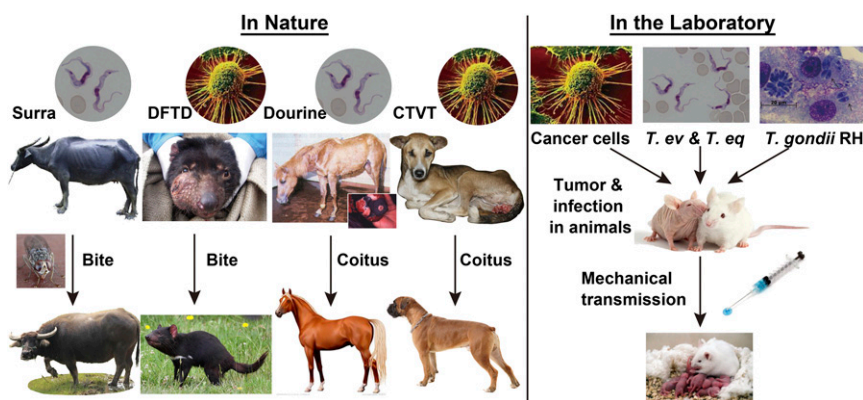 In Nature
In the Laboratory
Surra
DFTD
Dourine
CTVT
Cancer cells
T. ev & T. eq
T. gondii RH
Tumor &
infection
in animals
Bite
Bite
Coitus
Coitus
Mechanical
transmission